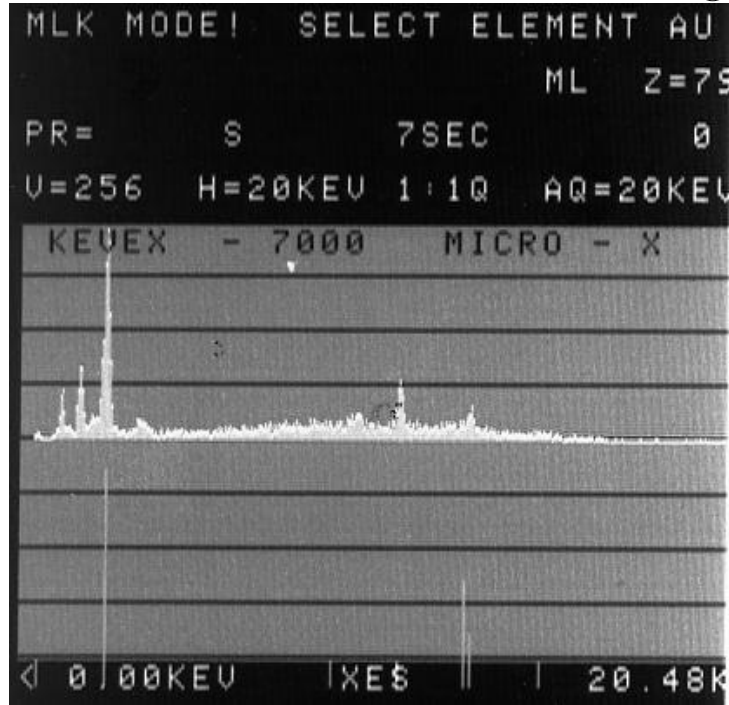 MLK MODE! SELECT ELEMENT AU
ML Z=79
PR= S 7SEC 0
V=256 H=20KEV 1:1Q AQ=20KEV
KEVEX - 7000 MICRO - X
0.00KEV XES 20.48K